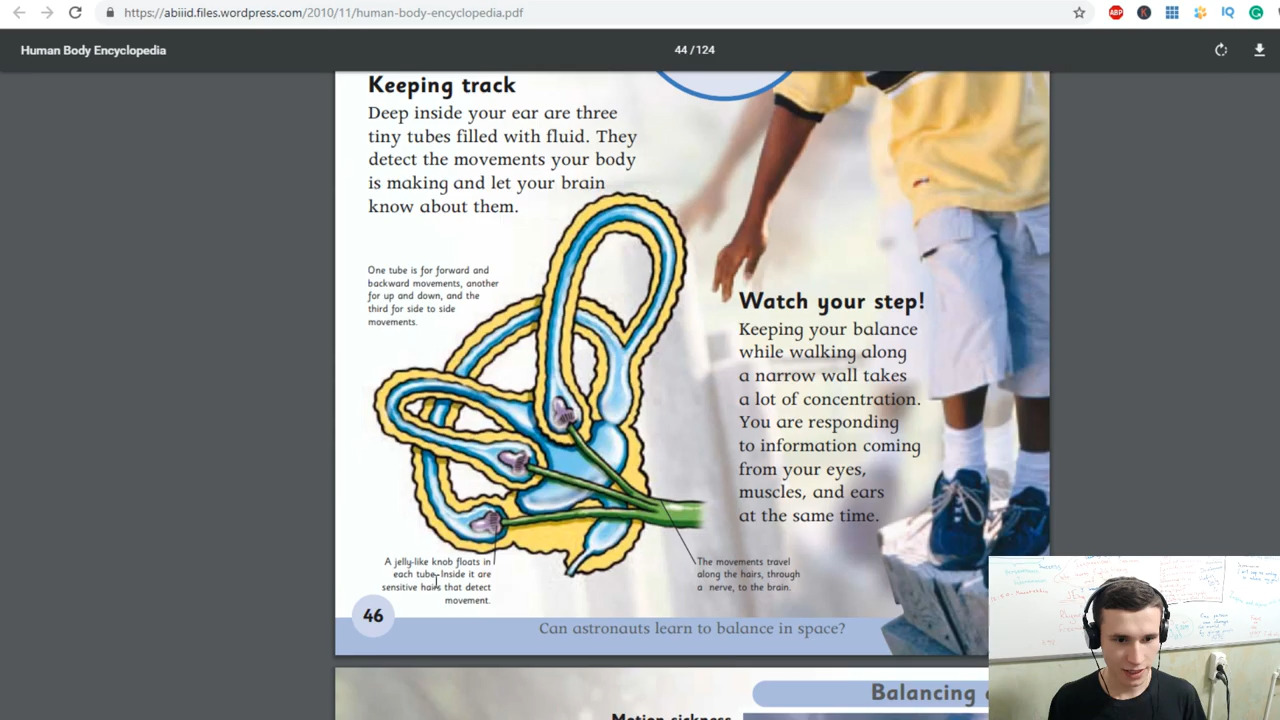 https://abiiid.files.wordpress.com/2010/11/human-body-encyclopedia.pdf
ABP
K
IQ
G
Human Body Encyclopedia
44 / 124
Keeping track
Deep inside your ear are three
tiny tubes filled with fluid. They
detect the movements your body
is making and let your brain
know about them.
One tube is for forward and
backward movements, another
for up and down, and the
third for side to side
movements.
Watch your step!
Keeping your balance
while walking along
a narrow wall takes
a lot of concentration.
You are responding
to information coming
from your eyes,
muscles, and ears
at the same time.
A jelly-like knob floats in
each tube. Inside it are
sensitive hairs that detect
movement.
The movements travel
along the hairs, through
a nerve, to the brain.
46
Can astronauts learn to balance in space?
Balancing
Motion sickness